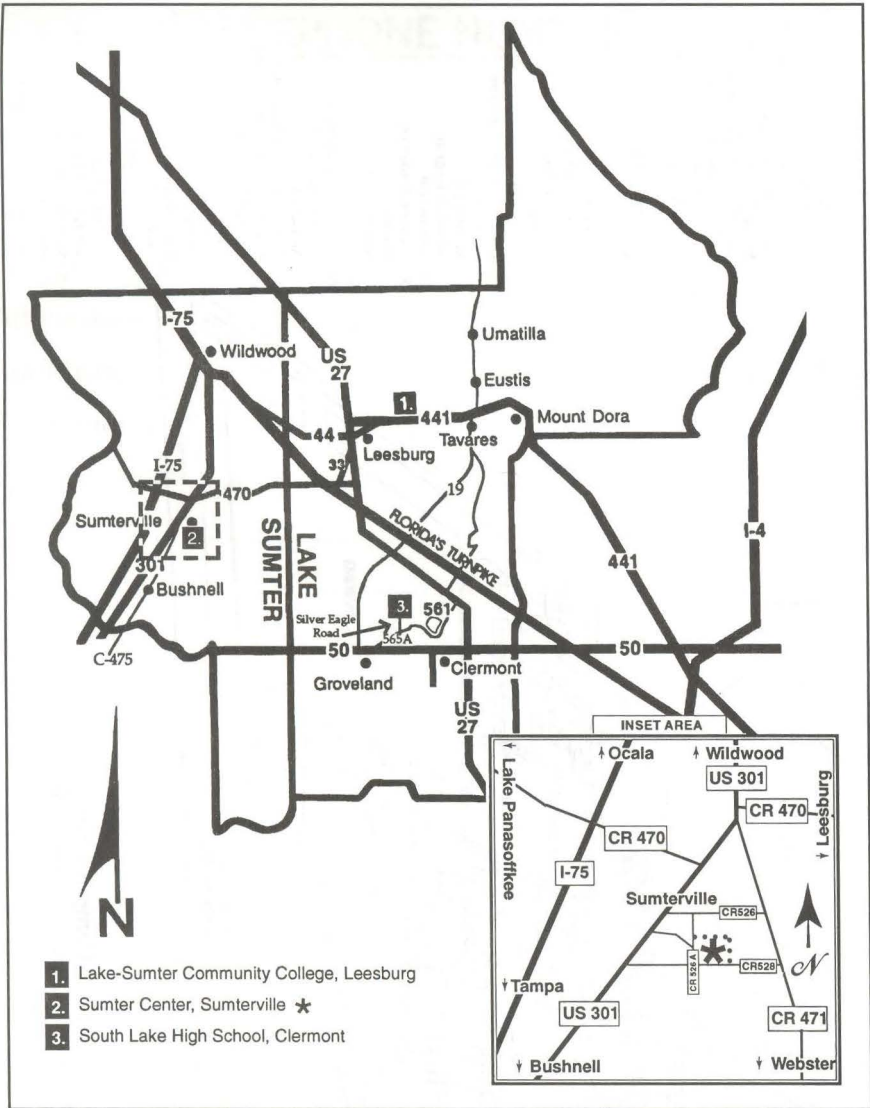 I-75
Wildwood
US
27
Umatilla
Eustis
1.
441
Mount Dora
44
Leesburg
Tavares
33
I-75
470
19
Sumterville
2.
301
Bushnell
SUMTER
LAKE
FLORIDA'S TURNPIKE
I-4
441
Silver Eagle
Road
3.
561
565A
C-475
50
50
Groveland
Clermont
US
27
N
INSET AREA
Ocala
Wildwood
Lake Panasoffkee
US 301
CR 470
Leesburg
CR 470
I-75
Sumterville
CR526
CR 526 A
CR528
N
Tampa
US 301
CR 471
Bushnell
Webster
1. Lake-Sumter Community College, Leesburg
2. Sumter Center, Sumterville *
3. South Lake High School, Clermont